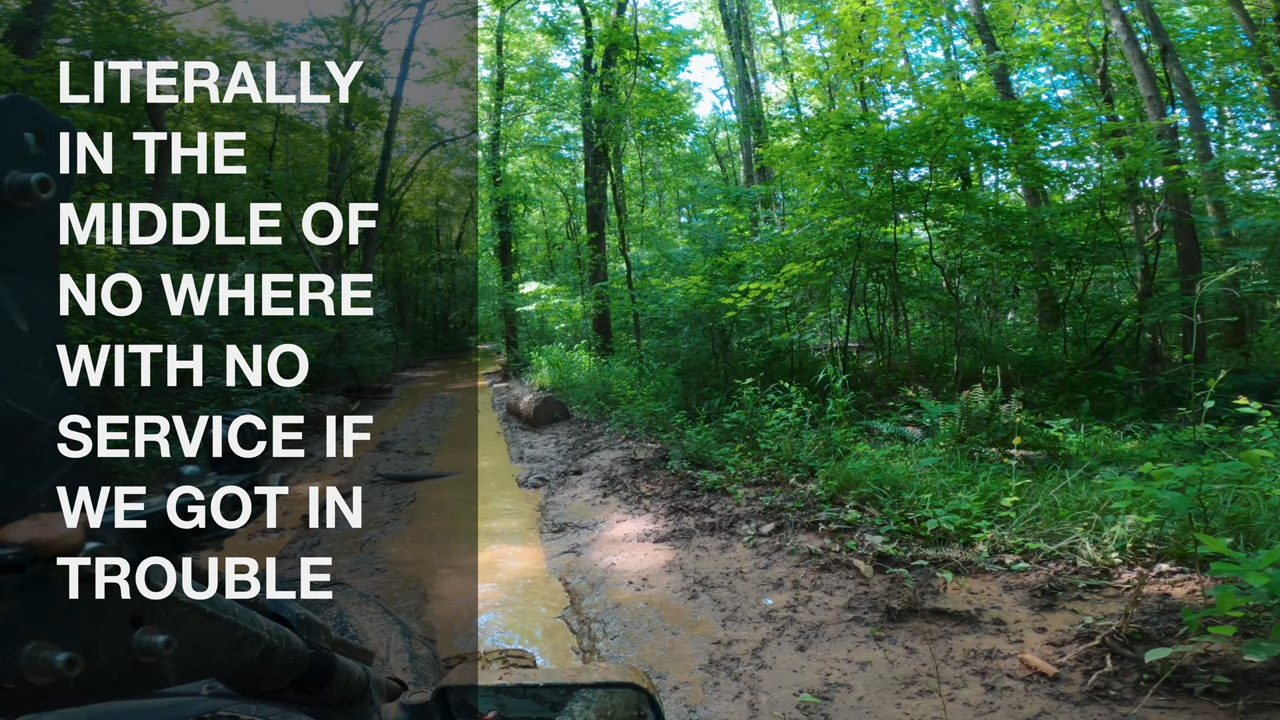 LITERALLY
IN THE
MIDDLE OF
NO WHERE
WITH NO
SERVICE IF
WE GOT IN
TROUBLE